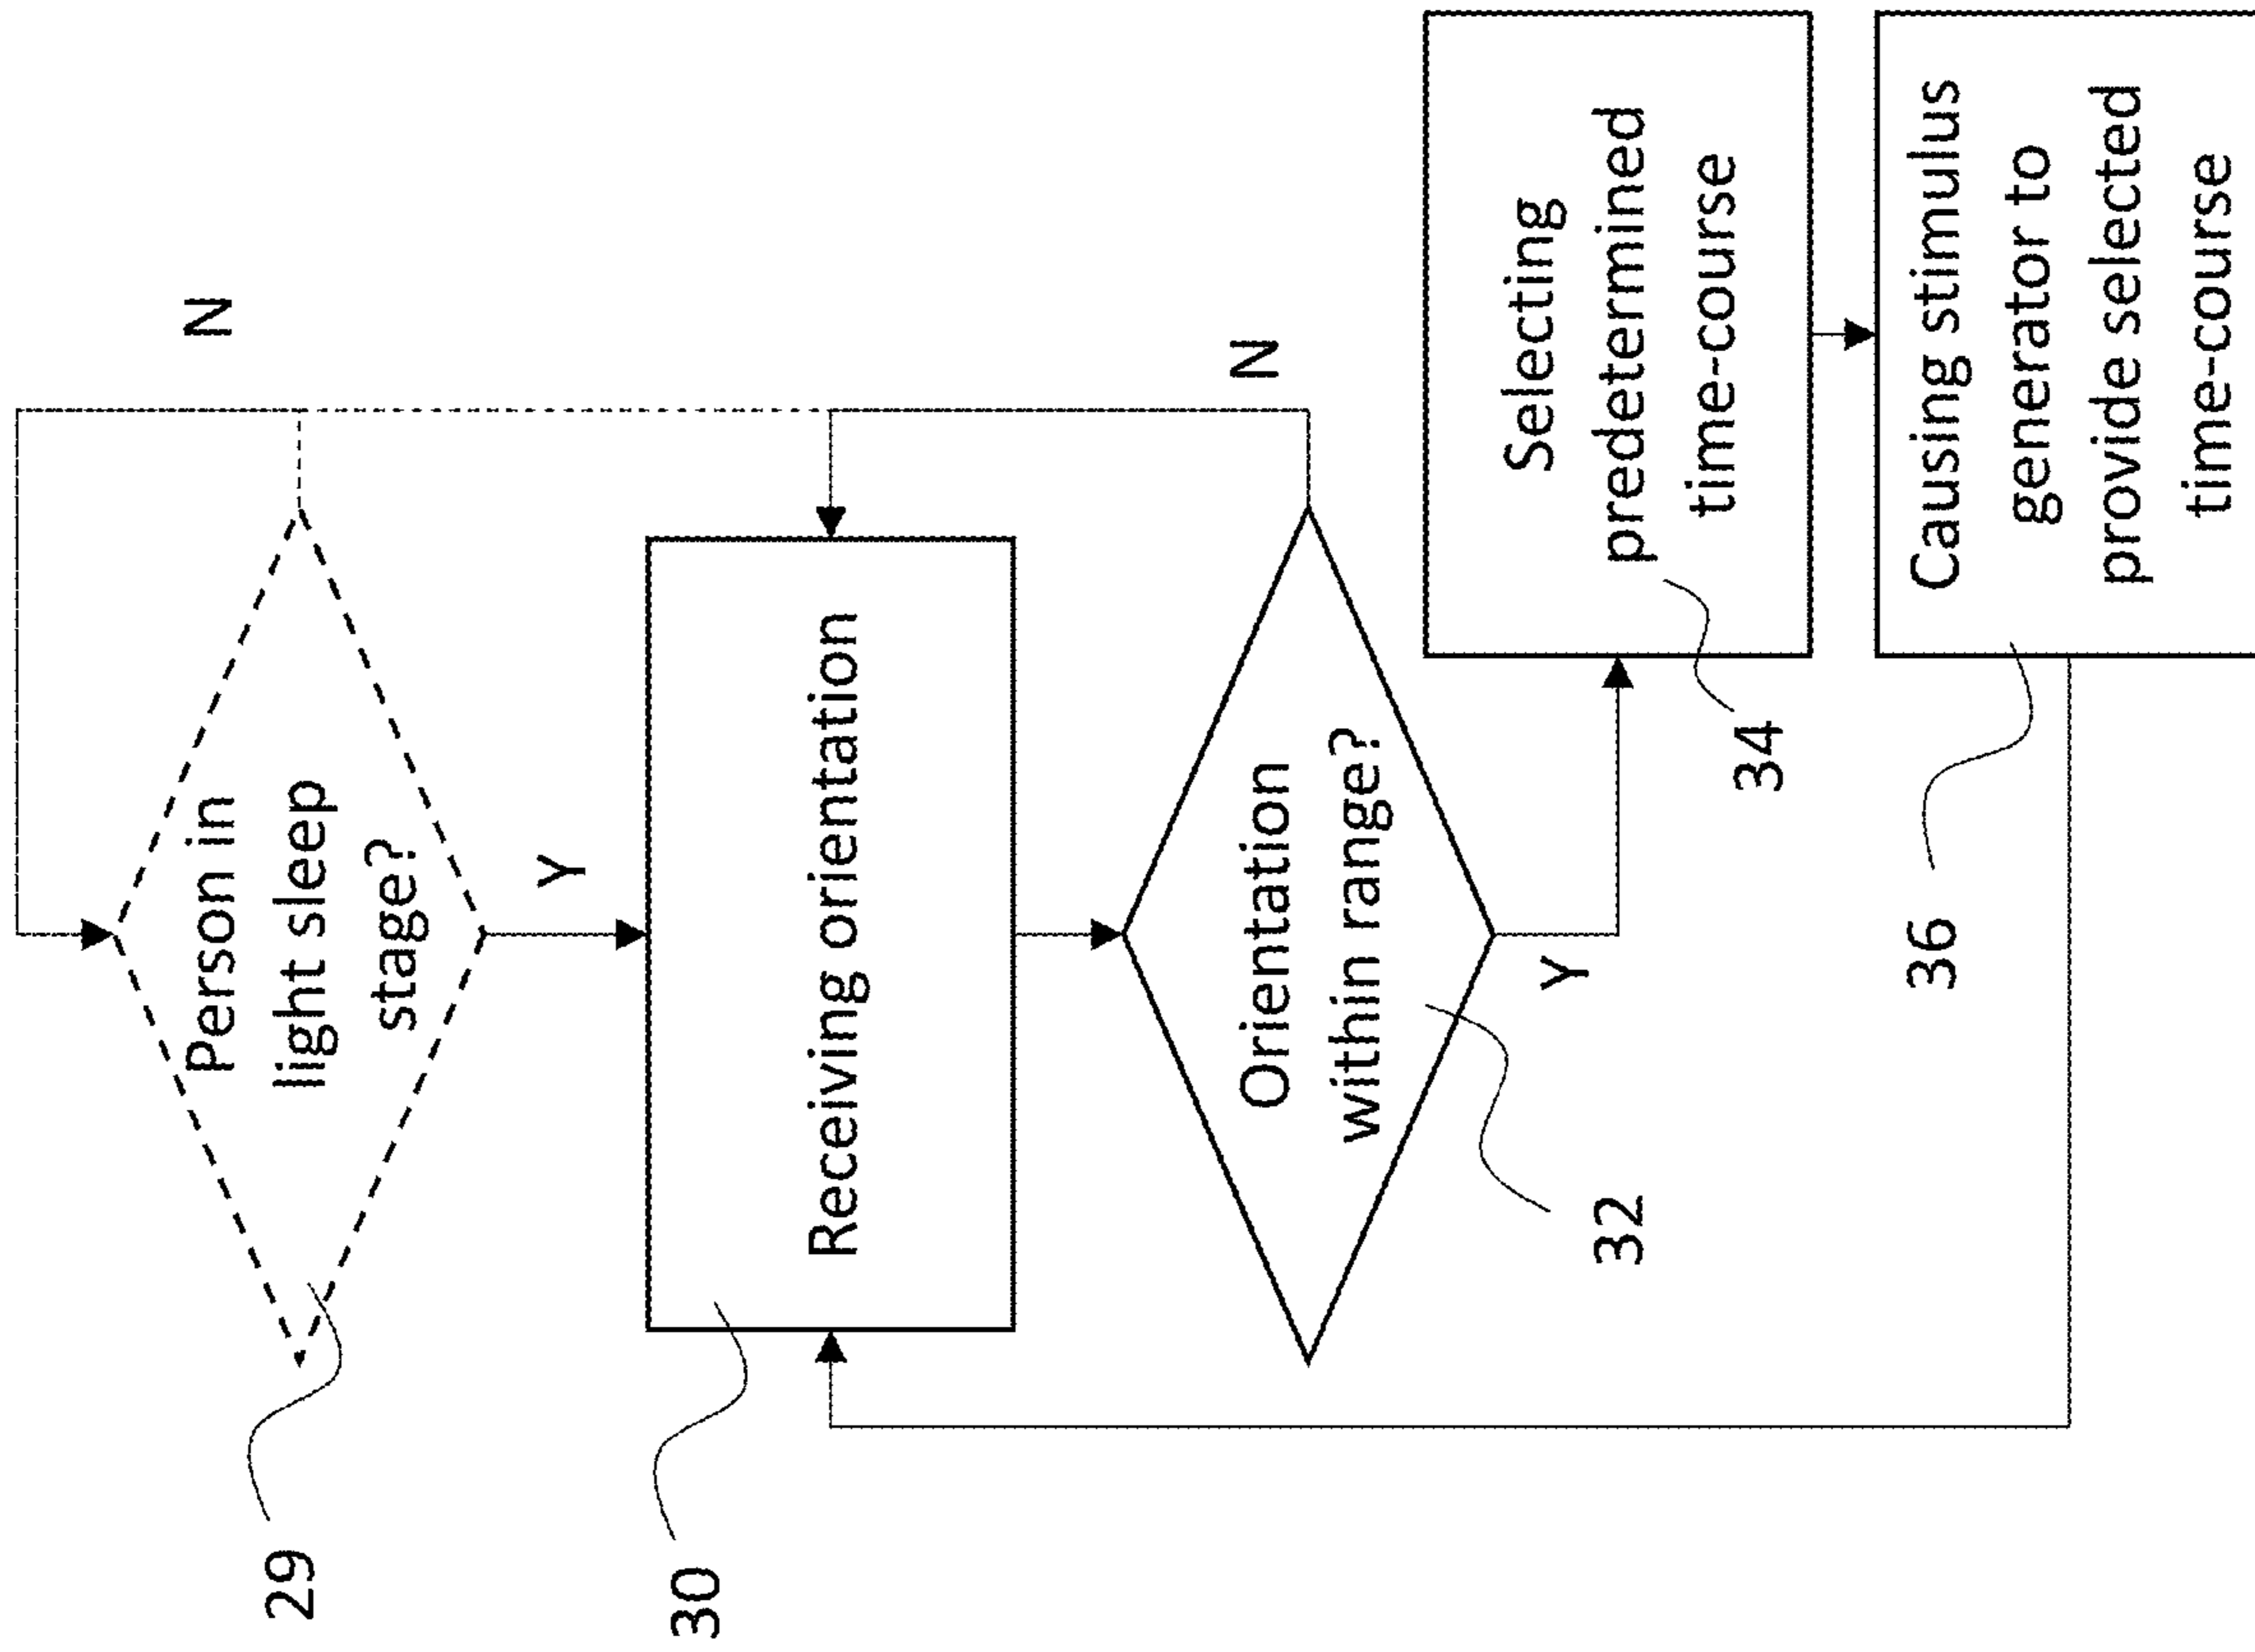 29
Person in
light sleep
stage?
N
Y
30
Receiving orientation
Orientation
within range?
N
Y
32
Selecting
predetermined
time-course
34
Causing stimulus
generator to
provide selected
time-course
36